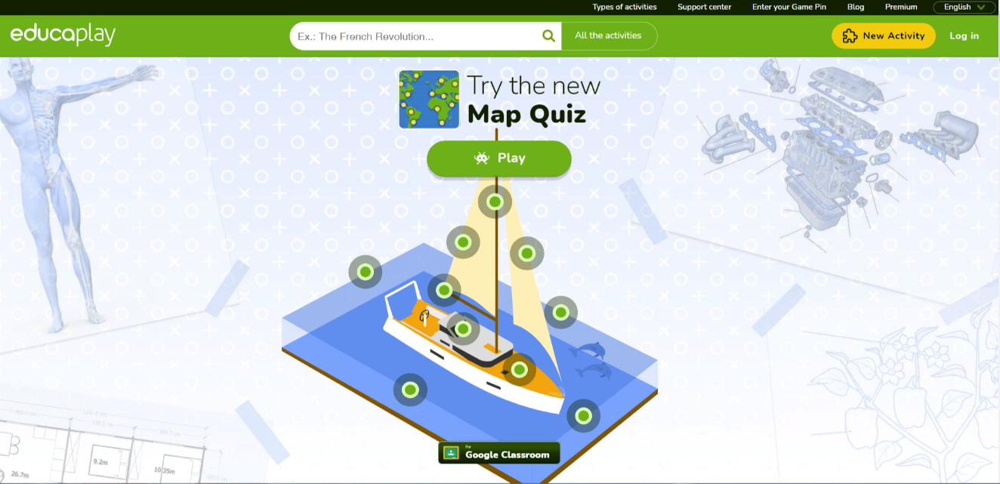 Types of activities
Support center
Enter your Game Pin
Blog
Premium
English
educaplay
Ex.: The French Revolution...
All the activities
New Activity
Log in
Try the new
Map Quiz
Play
9.2m
10.35m
26.7m
For
Google Classroom